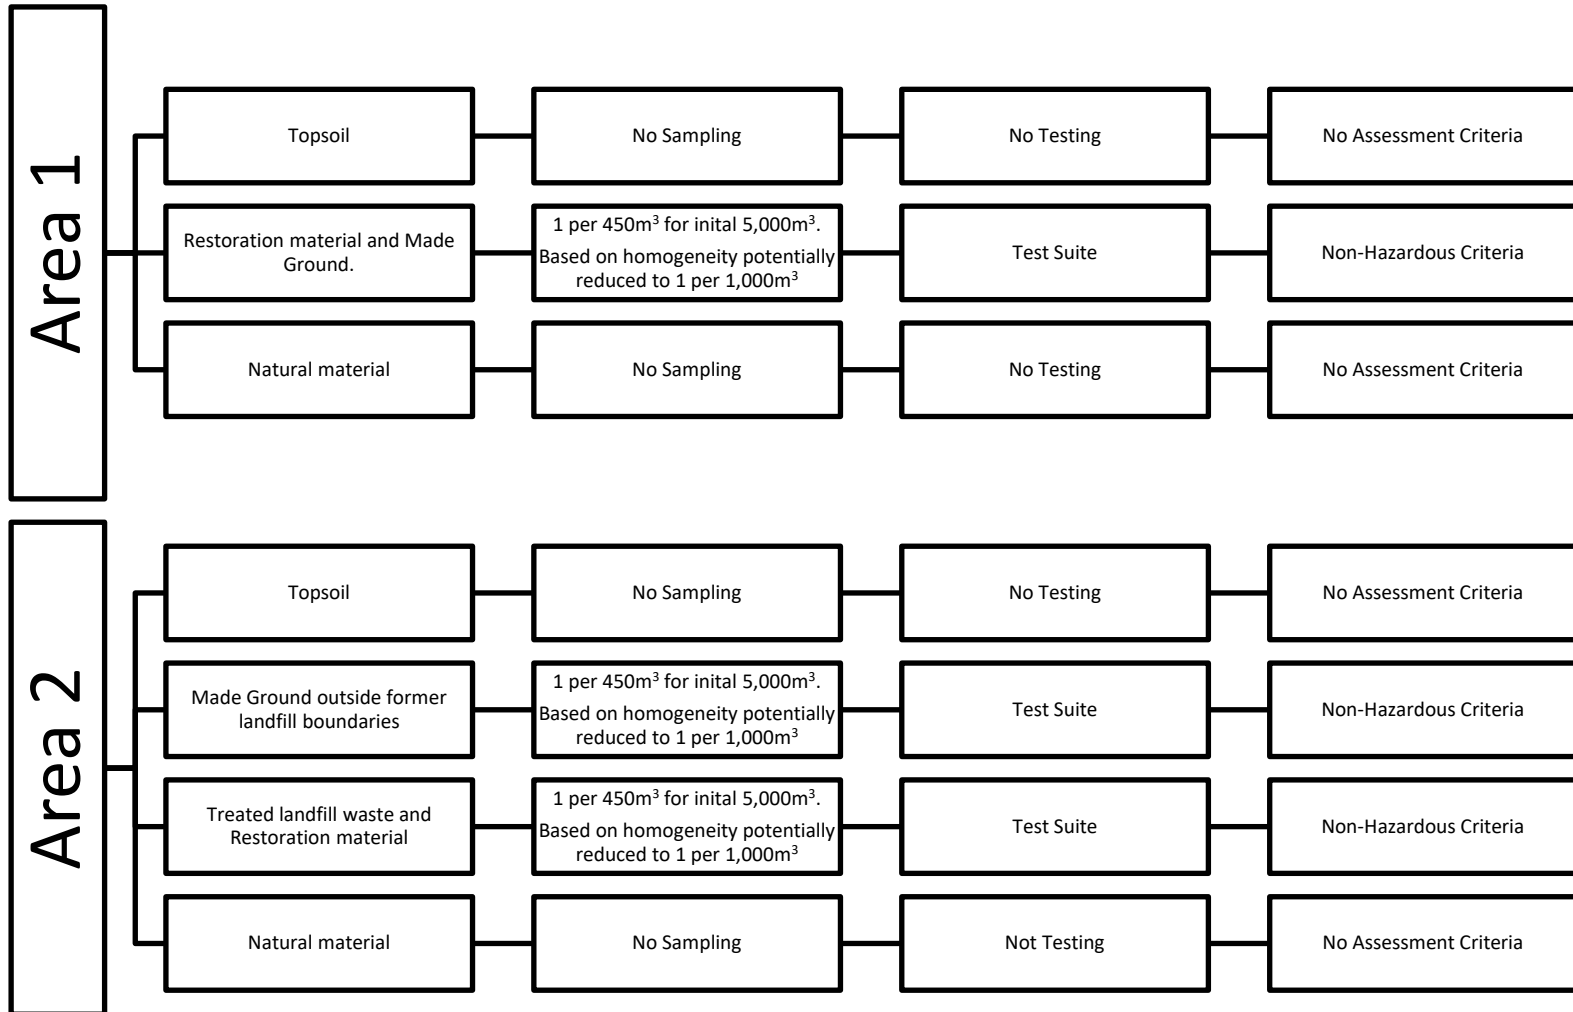 Area 1
Topsoil
No Sampling
No Testing
No Assessment Criteria
Restoration material and Made
Ground.
1 per 450m³ for inital 5,000m³.
Based on homogeneity potentially
reduced to 1 per 1,000m³
Test Suite
Non-Hazardous Criteria
Natural material
No Sampling
No Testing
No Assessment Criteria
Area 2
Topsoil
No Sampling
No Testing
No Assessment Criteria
Made Ground outside former
landfill boundaries
1 per 450m³ for inital 5,000m³.
Based on homogeneity potentially
reduced to 1 per 1,000m³
Test Suite
Non-Hazardous Criteria
Treated landfill waste and
Restoration material
1 per 450m³ for inital 5,000m³.
Based on homogeneity potentially
reduced to 1 per 1,000m³
Test Suite
Non-Hazardous Criteria
Natural material
No Sampling
Not Testing
No Assessment Criteria